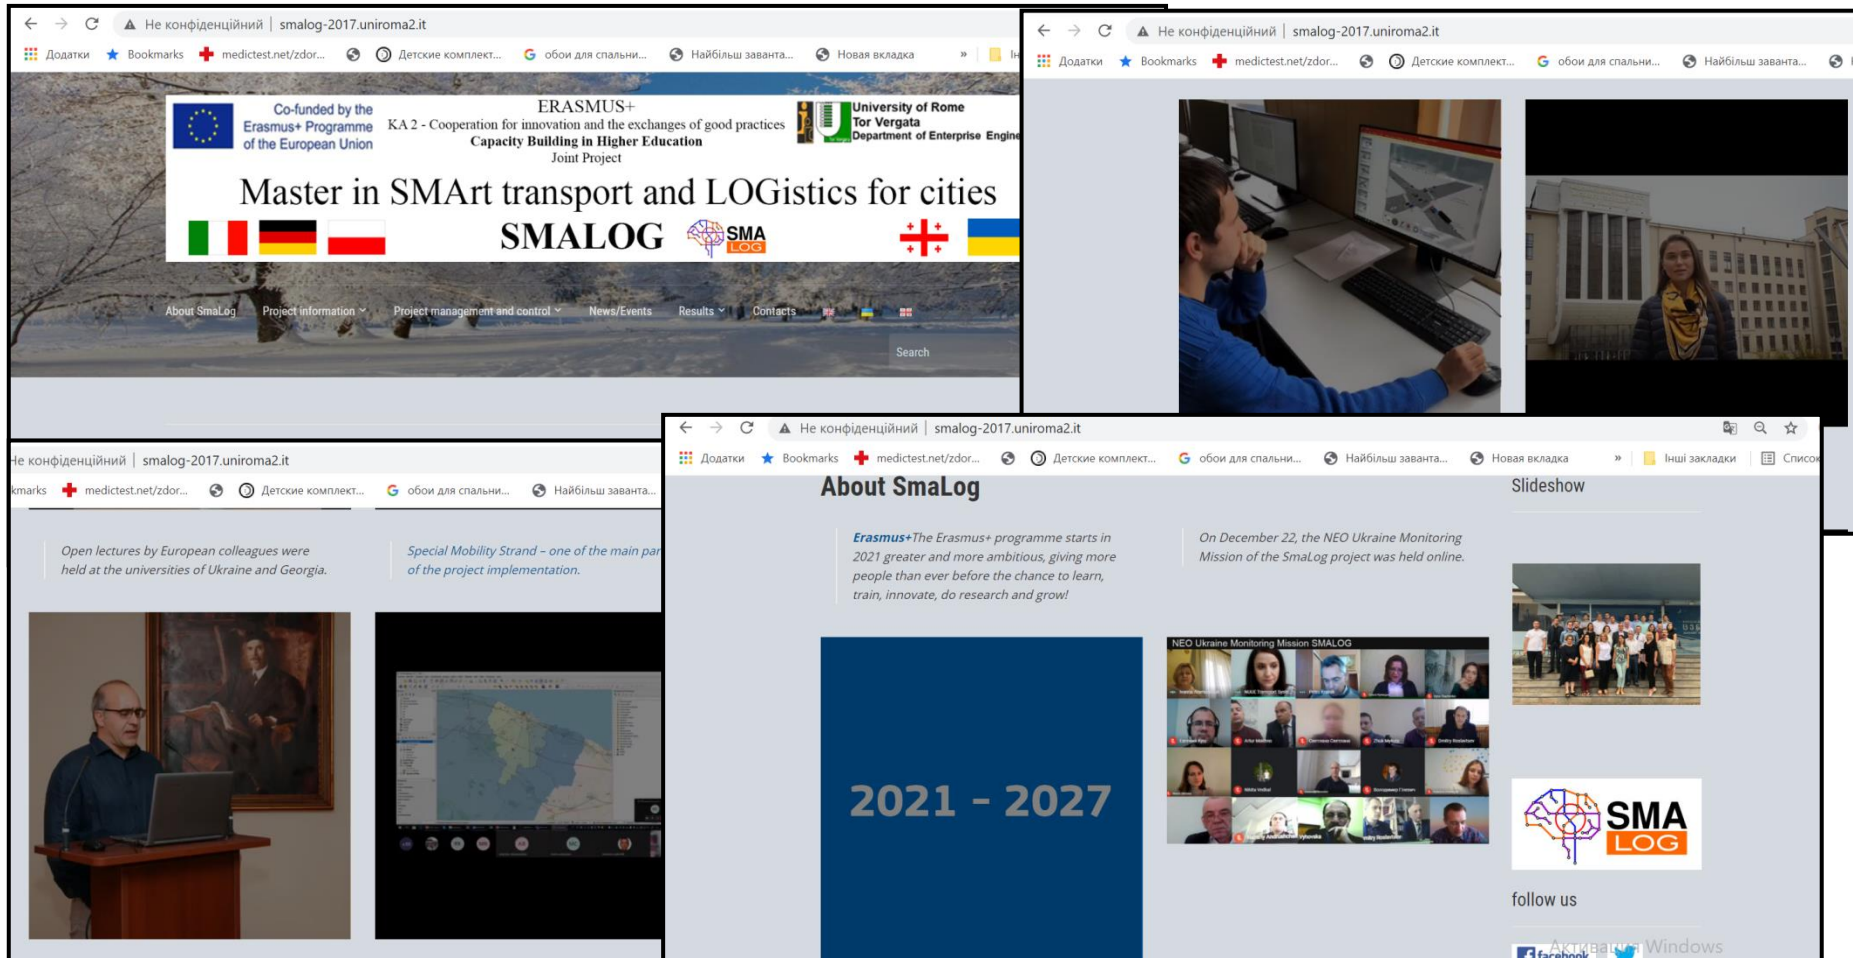 Не конфіденційний | smalog-2017.uniroma2.it
Додатки Bookmarks medictest.net/zdor... Детские комплект... обои для спальни... Найбільш заванта... Новая вкладка » Ін
Co-funded by the
Erasmus+ Programme
of the European Union
ERASMUS+
KA 2 - Cooperation for innovation and the exchanges of good practices
Capacity Building in Higher Education
Joint Project
University of Rome
Tor Vergata
Department of Enterprise Engine
Master in SMArt transport and LOGistics for cities
SMALOG
SMA
LOG
About SmaLog Project information Project management and control News/Events Results Contacts
Search
Не конфіденційний | smalog-2017.uniroma2.it
Додатки Bookmarks medictest.net/zdor... Детские комплект... обои для спальни... Найбільш заванта...
Не конфіденційний | smalog-2017.uniroma2.it
kmarks medictest.net/zdor... Детские комплект... обои для спальни... Найбільш заванта...
Open lectures by European colleagues were
held at the universities of Ukraine and Georgia.
Special Mobility Strand – one of the main par
of the project implementation.
Не конфіденційний | smalog-2017.uniroma2.it
Додатки Bookmarks medictest.net/zdor... Детские комплект... обои для спальни... Найбільш заванта... Новая вкладка » Інші закладки Список
About SmaLog
Erasmus+The Erasmus+ programme starts in
2021 greater and more ambitious, giving more
people than ever before the chance to learn,
train, innovate, do research and grow!
On December 22, the NEO Ukraine Monitoring
Mission of the SmaLog project was held online.
2021 - 2027
NEO Ukraine Monitoring Mission SMALOG
Slideshow
SMA
LOG
follow us
facebook
Активация Windows